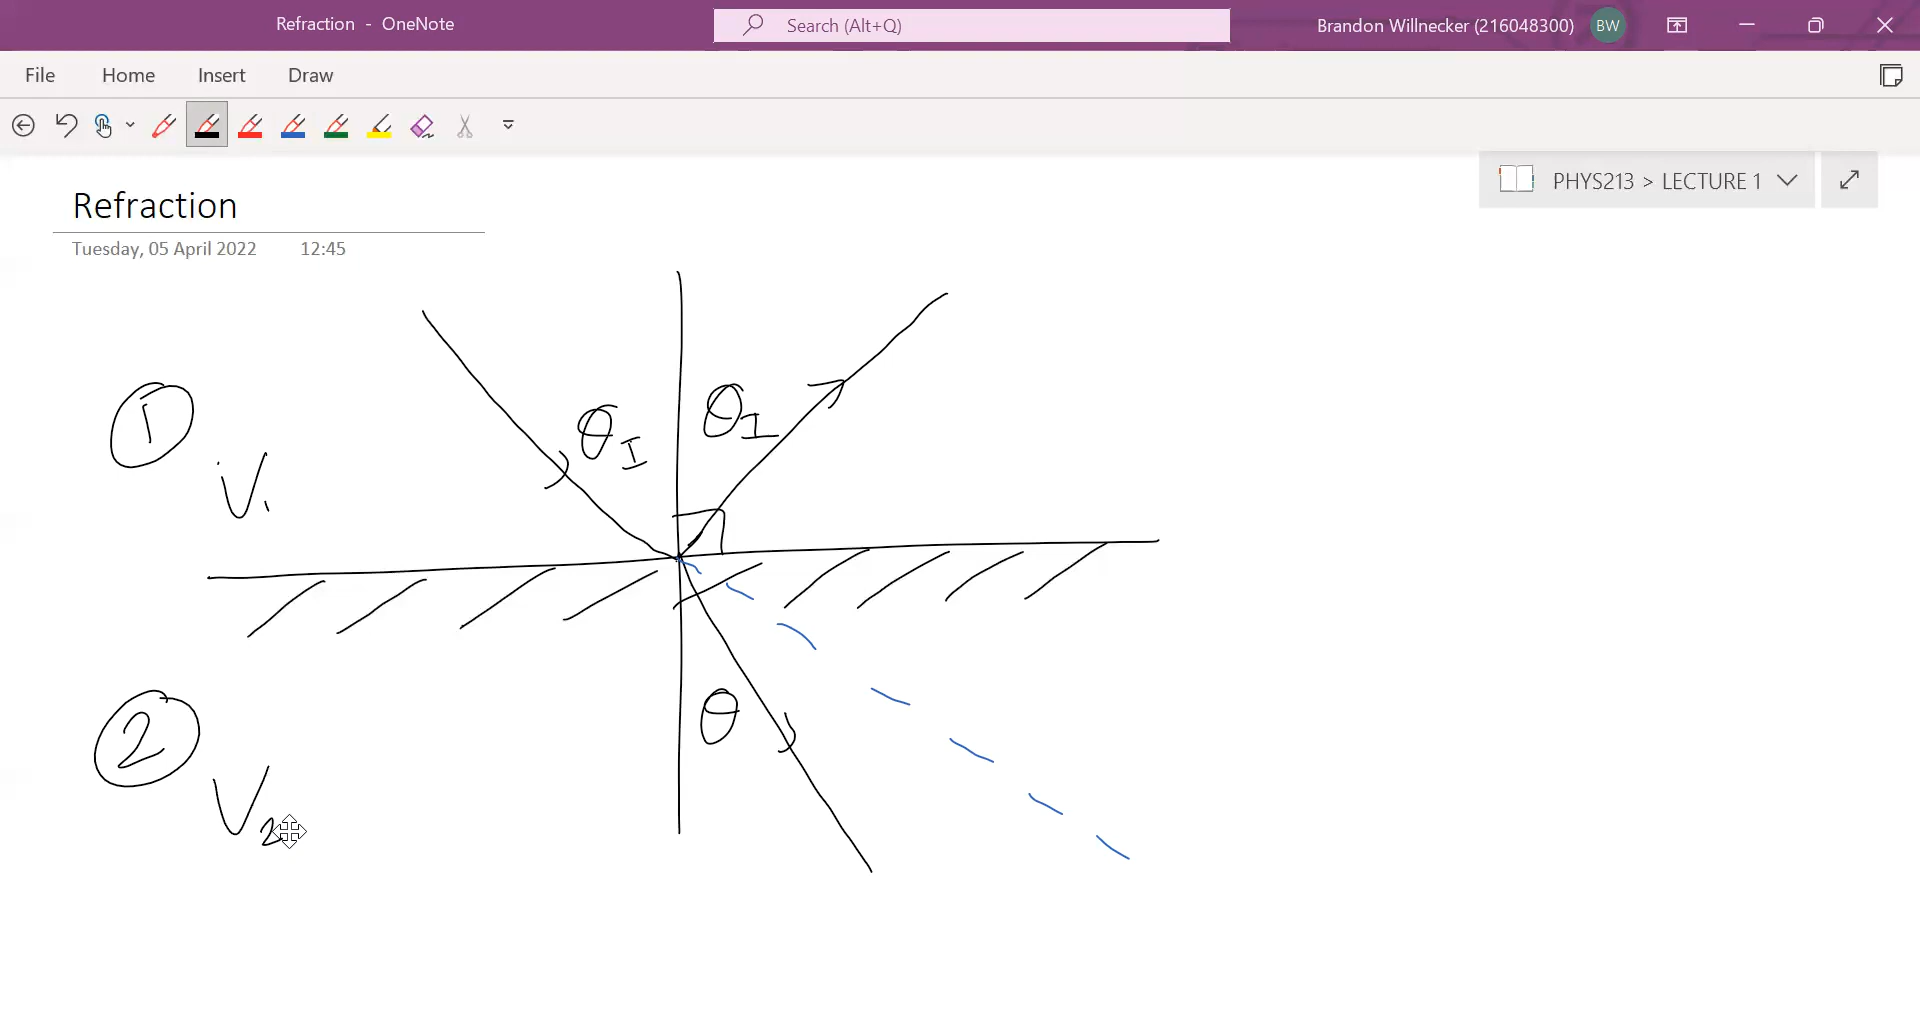 Refraction - OneNote
Search (Alt+Q)
Brandon Willnecker (216048300)
BW
File
Home
Insert
Draw
PHYS213 > LECTURE 1
Refraction
Tuesday, 05 April 2022 12:45
θI
θI
1
V1
2
V2
θ